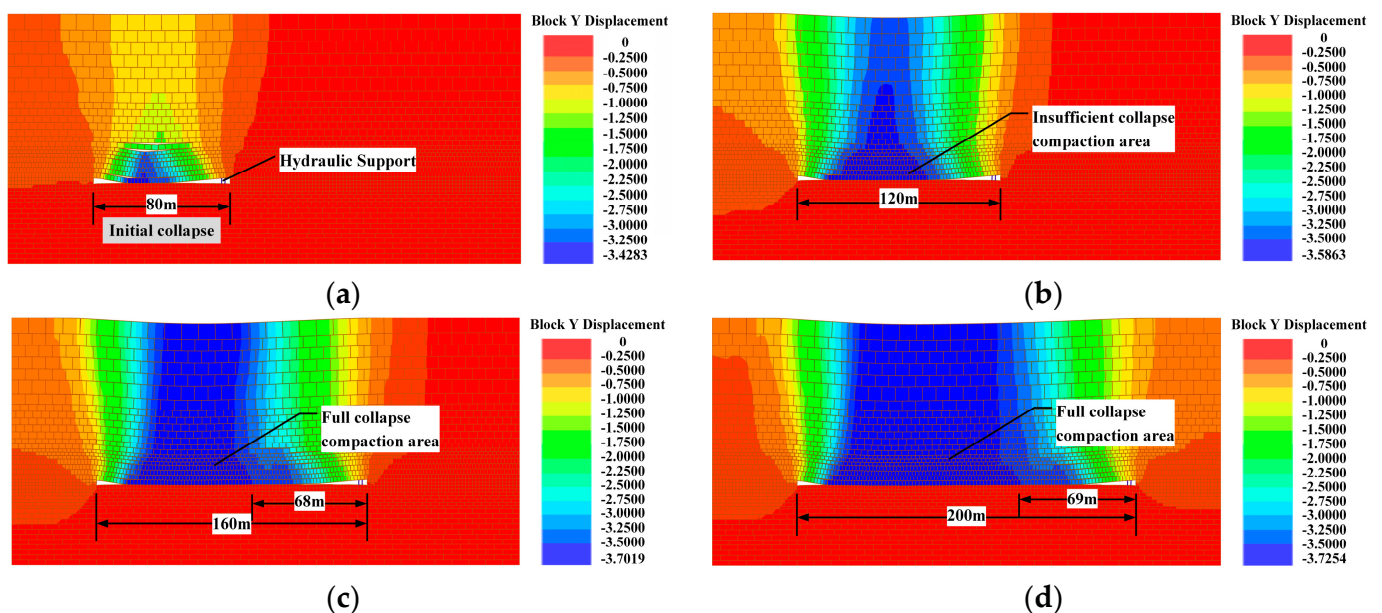 Block Y Displacement
0
-0.2500
-0.5000
-0.7500
-1.0000
-1.2500
-1.5000
-1.7500
-2.0000
-2.2500
-2.5000
-2.7500
-3.0000
-3.2500
-3.4283
Hydraulic Support
80m
Initial collapse
(a)
Block Y Displacement
0
-0.2500
-0.5000
-0.7500
-1.0000
-1.2500
-1.5000
-1.7500
-2.0000
-2.2500
-2.5000
-2.7500
-3.0000
-3.2500
-3.5000
-3.5863
Insufficient collapse
compaction area
120m
(b)
Block Y Displacement
0
-0.2500
-0.5000
-0.7500
-1.0000
-1.2500
-1.5000
-1.7500
-2.0000
-2.2500
-2.5000
-2.7500
-3.0000
-3.2500
-3.5000
-3.7019
Full collapse
compaction area
68m
160m
(c)
Block Y Displacement
0
-0.2500
-0.5000
-0.7500
-1.0000
-1.2500
-1.5000
-1.7500
-2.0000
-2.2500
-2.5000
-2.7500
-3.0000
-3.2500
-3.5000
-3.7254
Full collapse
compaction area
69m
200m
(d)